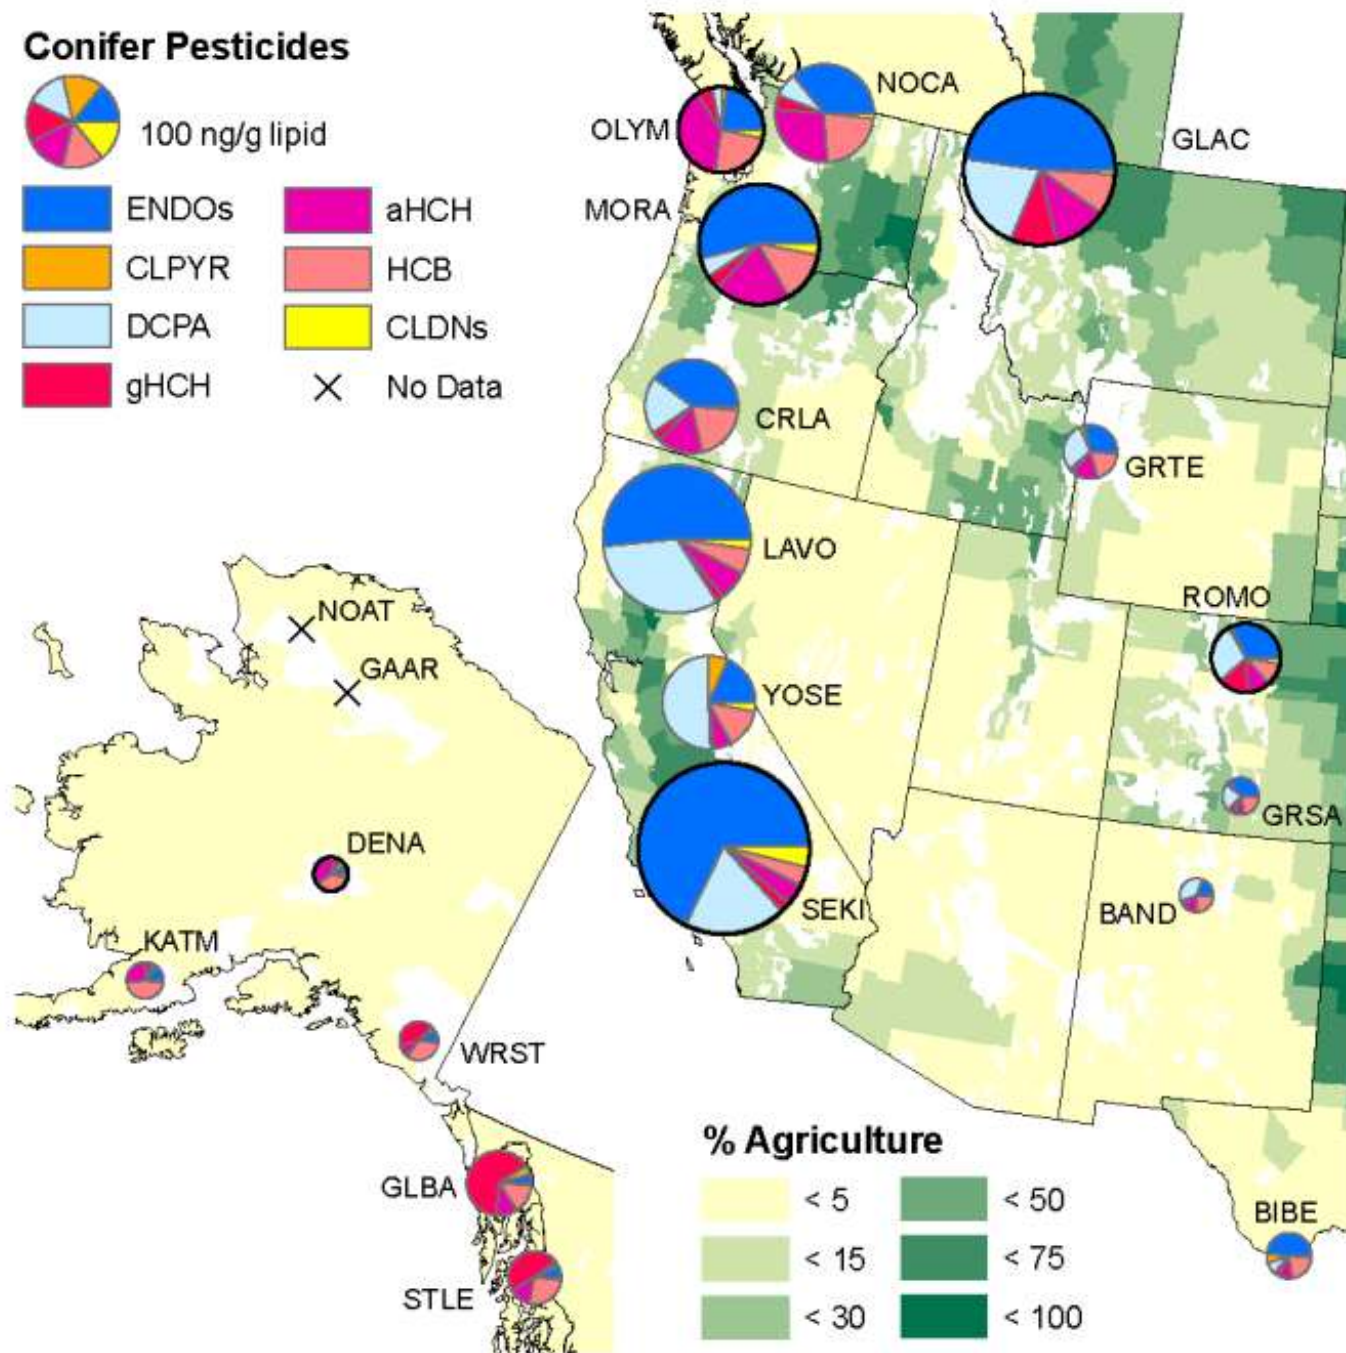 Conifer Pesticides
100 ng/g lipid
ENDOs
aHCH
CLPYR
HCB
DCPA
CLDNs
gHCH
No Data
NOCA
OLYM
GLAC
MORA
CRLA
GRTE
LAVO
ROMO
NOAT
GAAR
YOSE
GRSA
DENA
SEKI
BAND
KATM
WRST
GLBA
STLE
BIBE
% Agriculture
< 5
< 50
< 15
< 75
< 30
< 100